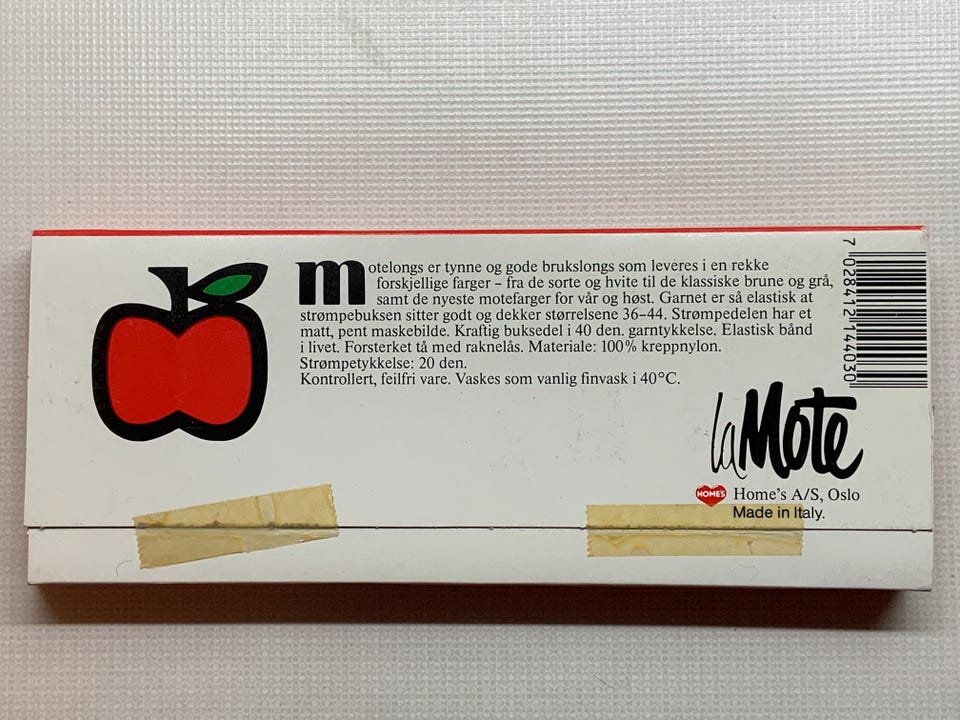 motelongs er tynne og gode brukslongs som leveres i en rekke
forskjellige farger – fra de sorte og hvite til de klassiske brune og grå,
samt de nyeste motefarger for vår og høst. Garnet er så elastisk at
strømpebuksen sitter godt og dekker størrelsene 36–44. Strømpedelen har et
matt, pent maskebilde. Kraftig buksedel i 40 den. garntykkelse. Elastisk bånd
i livet. Forsterket tå med raknelås. Materiale: 100% kreppnylon.
Strømpetykkelse: 20 den.
Kontrollert, feilfri vare. Vaskes som vanlig finvask i 40°C.
7 028412 144030
la Mote
HOME'S Home's A/S, Oslo
Made in Italy.